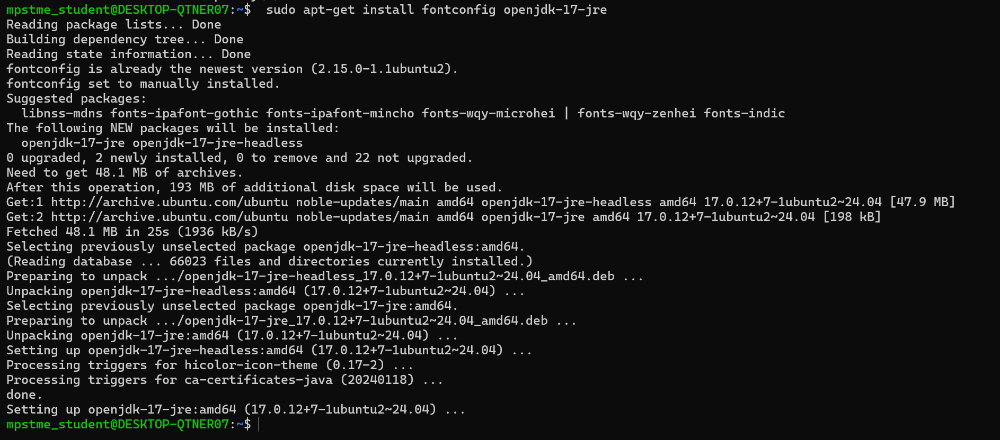 mpstme_student@DESKTOP-QTNER07:~$  sudo apt-get install fontconfig openjdk-17-jre
Reading package lists... Done
Building dependency tree... Done
Reading state information... Done
fontconfig is already the newest version (2.15.0-1.1ubuntu2).
fontconfig set to manually installed.
Suggested packages:
  libnss-mdns fonts-ipafont-gothic fonts-ipafont-mincho fonts-wqy-microhei | fonts-wqy-zenhei fonts-indic
The following NEW packages will be installed:
  openjdk-17-jre openjdk-17-jre-headless
0 upgraded, 2 newly installed, 0 to remove and 22 not upgraded.
Need to get 48.1 MB of archives.
After this operation, 193 MB of additional disk space will be used.
Get:1 http://archive.ubuntu.com/ubuntu noble-updates/main amd64 openjdk-17-jre-headless amd64 17.0.12+7-1ubuntu2~24.04 [47.9 MB]
Get:2 http://archive.ubuntu.com/ubuntu noble-updates/main amd64 openjdk-17-jre amd64 17.0.12+7-1ubuntu2~24.04 [198 kB]
Fetched 48.1 MB in 25s (1936 kB/s)
Selecting previously unselected package openjdk-17-jre-headless:amd64.
(Reading database ... 66023 files and directories currently installed.)
Preparing to unpack .../openjdk-17-jre-headless_17.0.12+7-1ubuntu2~24.04_amd64.deb ...
Unpacking openjdk-17-jre-headless:amd64 (17.0.12+7-1ubuntu2~24.04) ...
Selecting previously unselected package openjdk-17-jre:amd64.
Preparing to unpack .../openjdk-17-jre_17.0.12+7-1ubuntu2~24.04_amd64.deb ...
Unpacking openjdk-17-jre:amd64 (17.0.12+7-1ubuntu2~24.04) ...
Setting up openjdk-17-jre-headless:amd64 (17.0.12+7-1ubuntu2~24.04) ...
Processing triggers for hicolor-icon-theme (0.17-2) ...
Processing triggers for ca-certificates-java (20240118) ...
done.
Setting up openjdk-17-jre:amd64 (17.0.12+7-1ubuntu2~24.04) ...
mpstme_student@DESKTOP-QTNER07:~$